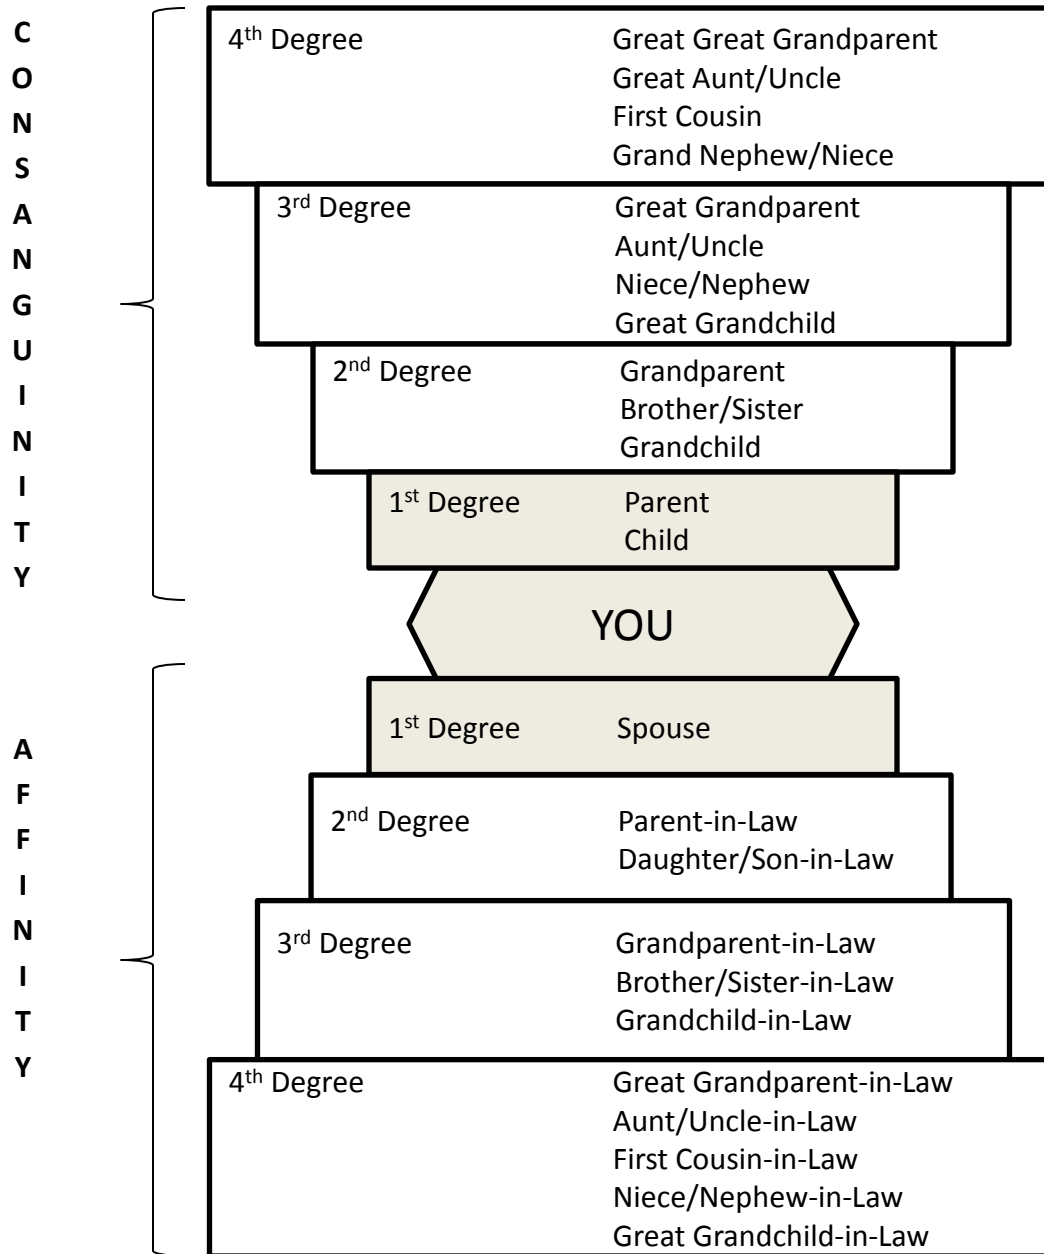 CONSANGUINITY
4th Degree Great Great Grandparent
Great Aunt/Uncle
First Cousin
Grand Nephew/Niece
3rd Degree Great Grandparent
Aunt/Uncle
Niece/Nephew
Great Grandchild
2nd Degree Grandparent
Brother/Sister
Grandchild
1st Degree Parent
Child
YOU
AFFINITY
1st Degree Spouse
2nd Degree Parent-in-Law
Daughter/Son-in-Law
3rd Degree Grandparent-in-Law
Brother/Sister-in-Law
Grandchild-in-Law
4th Degree Great Grandparent-in-Law
Aunt/Uncle-in-Law
First Cousin-in-Law
Niece/Nephew-in-Law
Great Grandchild-in-Law